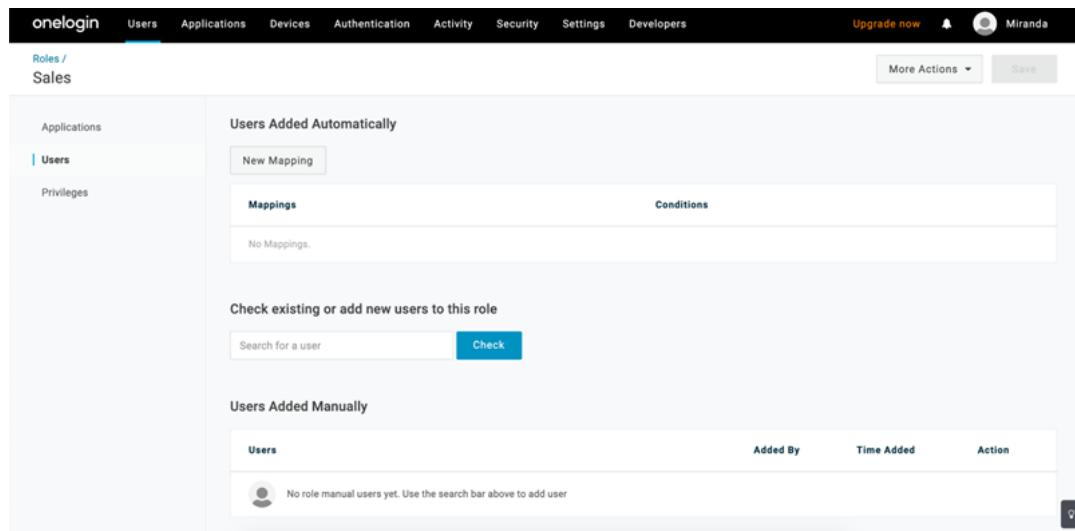 onelogin Users Applications Devices Authentication Activity Security Settings Developers Upgrade now Miranda
Roles /
Sales
More Actions Save
Applications
Users
Privileges
Users Added Automatically
New Mapping
Mappings Conditions
No Mappings.
Check existing or add new users to this role
Search for a user Check
Users Added Manually
Users Added By Time Added Action
No role manual users yet. Use the search bar above to add user